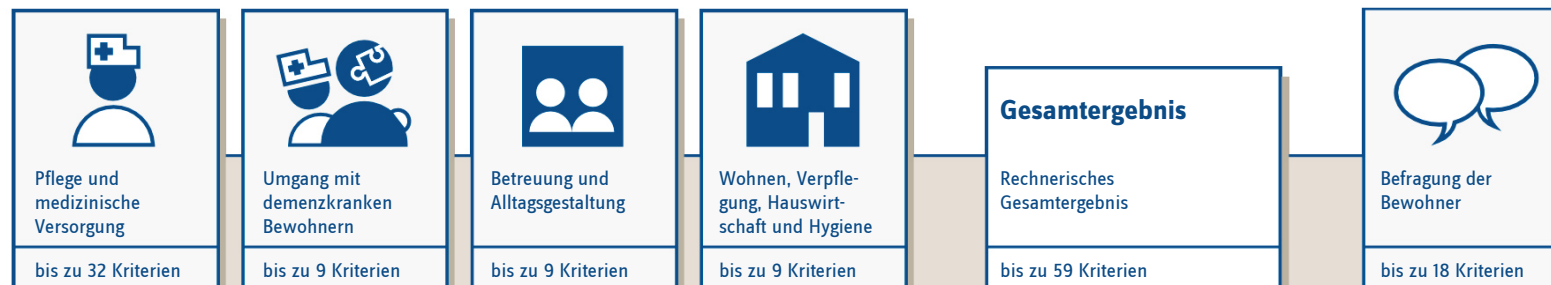 Pflege und
medizinische
Versorgung
bis zu 32 Kriterien
Umgang mit
demenzkranken
Bewohnern
bis zu 9 Kriterien
Betreuung und
Alltagsgestaltung
bis zu 9 Kriterien
Wohnen, Verpfle-
gung, Hauswirt-
schaft und Hygiene
bis zu 9 Kriterien
Gesamtergebnis
Rechnerisches
Gesamtergebnis
bis zu 59 Kriterien
Befragung der
Bewohner
bis zu 18 Kriterien